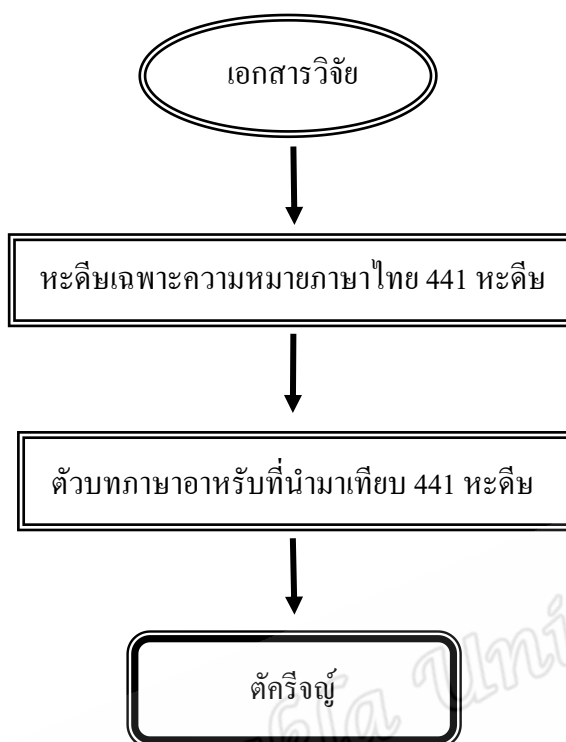 เอกสารวิจัย
หะดีษเฉพาะความหมายภาษาไทย 441 หะดีษ
ตัวบทภาษาอาหรับที่นำมาเทียบ 441 หะดีษ
ตัครีจญ์